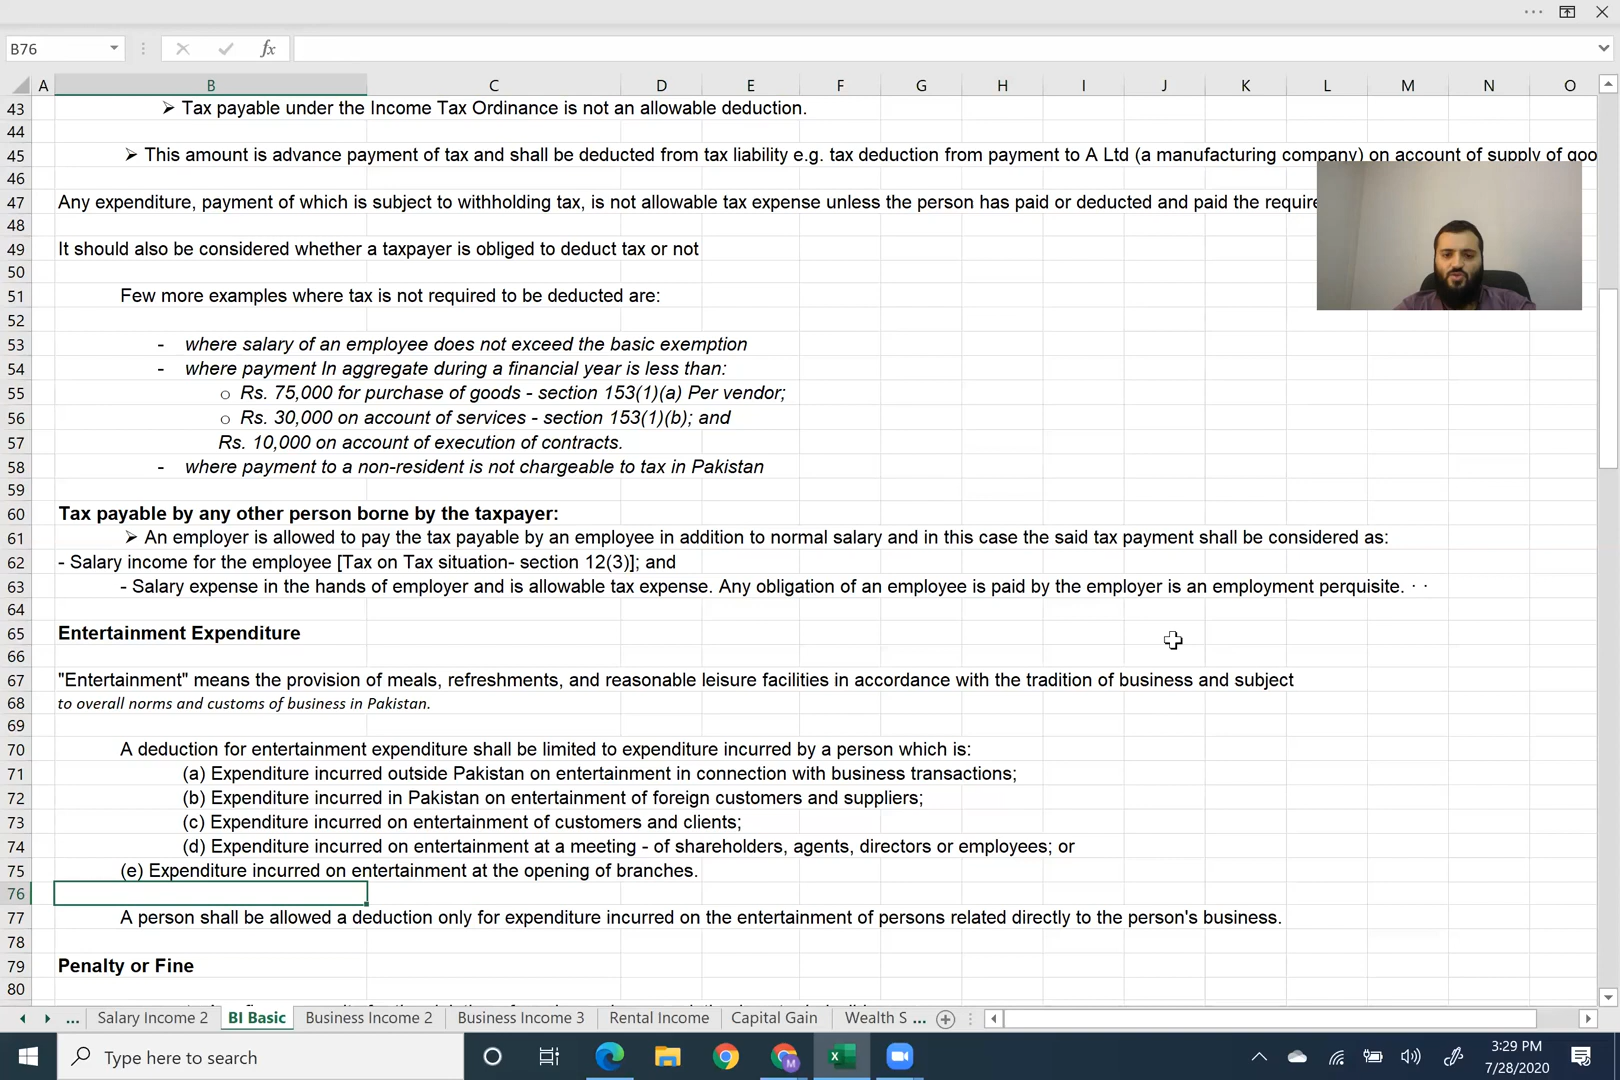 B76
fx
A B C D E F G H I J K L M N O
43 ➢ Tax payable under the Income Tax Ordinance is not an allowable deduction.
44
45 ➢ This amount is advance payment of tax and shall be deducted from tax liability e.g. tax deduction from payment to A Ltd (a manufacturing company) on account of supply of goo
46
47 Any expenditure, payment of which is subject to withholding tax, is not allowable tax expense unless the person has paid or deducted and paid the require
48
49 It should also be considered whether a taxpayer is obliged to deduct tax or not
50
51 Few more examples where tax is not required to be deducted are:
52
53 - where salary of an employee does not exceed the basic exemption
54 - where payment In aggregate during a financial year is less than:
55 o Rs. 75,000 for purchase of goods - section 153(1)(a) Per vendor;
56 o Rs. 30,000 on account of services - section 153(1)(b); and
57 Rs. 10,000 on account of execution of contracts.
58 - where payment to a non-resident is not chargeable to tax in Pakistan
59
60 Tax payable by any other person borne by the taxpayer:
61 ➢ An employer is allowed to pay the tax payable by an employee in addition to normal salary and in this case the said tax payment shall be considered as:
62 - Salary income for the employee [Tax on Tax situation- section 12(3)]; and
63 - Salary expense in the hands of employer and is allowable tax expense. Any obligation of an employee is paid by the employer is an employment perquisite. · ·
64
65 Entertainment Expenditure
66
67 "Entertainment" means the provision of meals, refreshments, and reasonable leisure facilities in accordance with the tradition of business and subject
68 to overall norms and customs of business in Pakistan.
69
70 A deduction for entertainment expenditure shall be limited to expenditure incurred by a person which is:
71 (a) Expenditure incurred outside Pakistan on entertainment in connection with business transactions;
72 (b) Expenditure incurred in Pakistan on entertainment of foreign customers and suppliers;
73 (c) Expenditure incurred on entertainment of customers and clients;
74 (d) Expenditure incurred on entertainment at a meeting - of shareholders, agents, directors or employees; or
75 (e) Expenditure incurred on entertainment at the opening of branches.
76
77 A person shall be allowed a deduction only for expenditure incurred on the entertainment of persons related directly to the person's business.
78
79 Penalty or Fine
80
... Salary Income 2 BI Basic Business Income 2 Business Income 3 Rental Income Capital Gain Wealth S ...
Type here to search
3:29 PM
7/28/2020